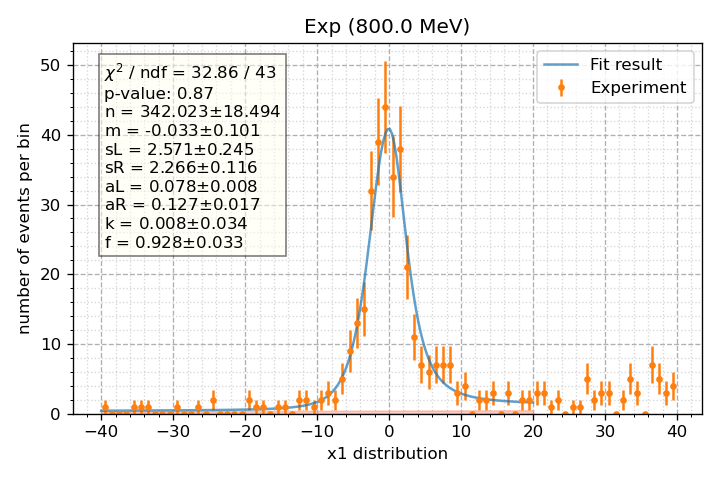 Exp (800.0 MeV)
χ² / ndf = 32.86 / 43
p-value: 0.87
n = 342.023±18.494
m = -0.033±0.101
sL = 2.571±0.245
sR = 2.266±0.116
aL = 0.078±0.008
aR = 0.127±0.017
k = 0.008±0.034
f = 0.928±0.033
Fit result
Experiment
number of events per bin
50
40
30
20
10
0
−40 −30 −20 −10 0 10 20 30 40
x1 distribution